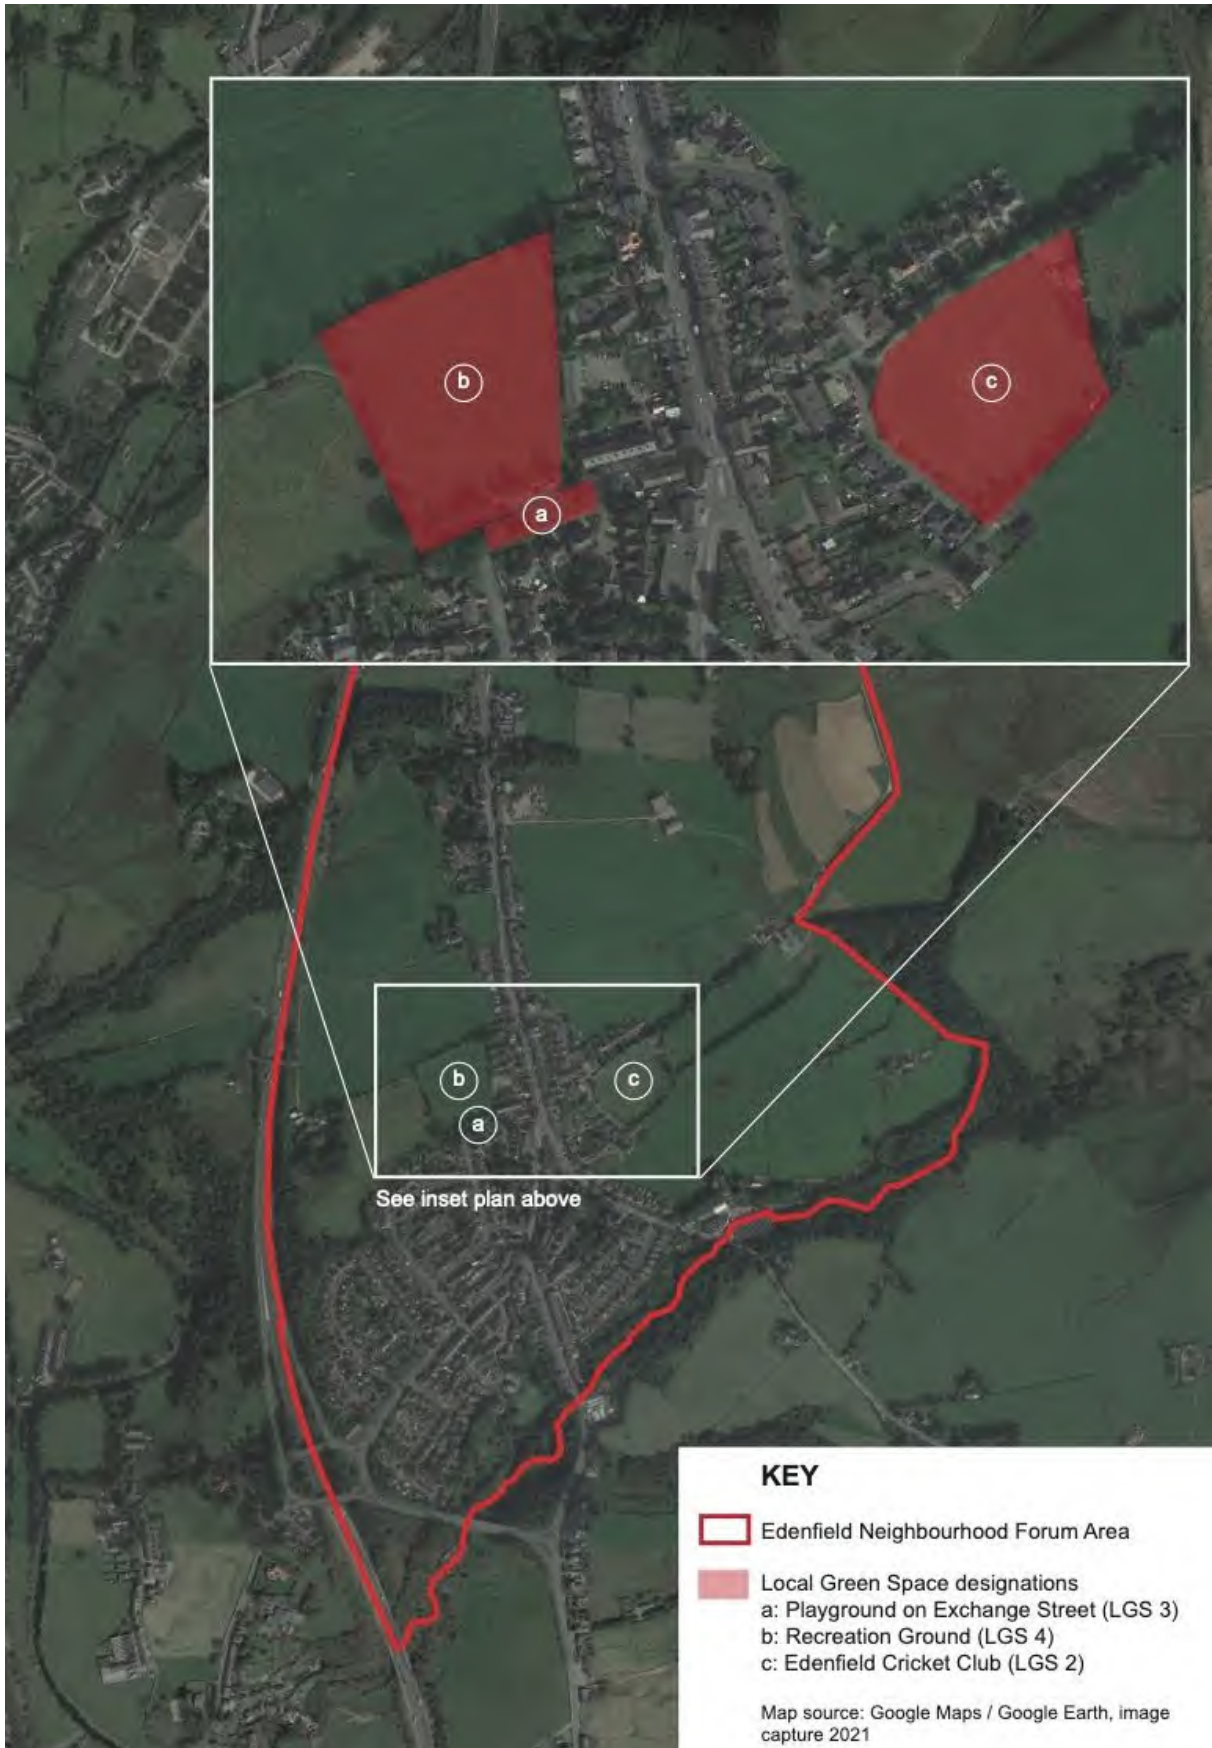 b
c
a
b
c
a
See inset plan above
KEY
Edenfield Neighbourhood Forum Area
Local Green Space designations
a: Playground on Exchange Street (LGS 3)
b: Recreation Ground (LGS 4)
c: Edenfield Cricket Club (LGS 2)
Map source: Google Maps / Google Earth, image
capture 2021